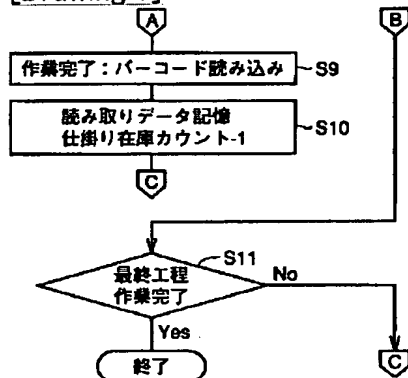 A
B
作業完了：バーコード読み込み
S9
読み取りデータ記憶
仕掛り在庫カウント-1
S10
C
S11
最終工程
作業完了
No
Yes
終了
C